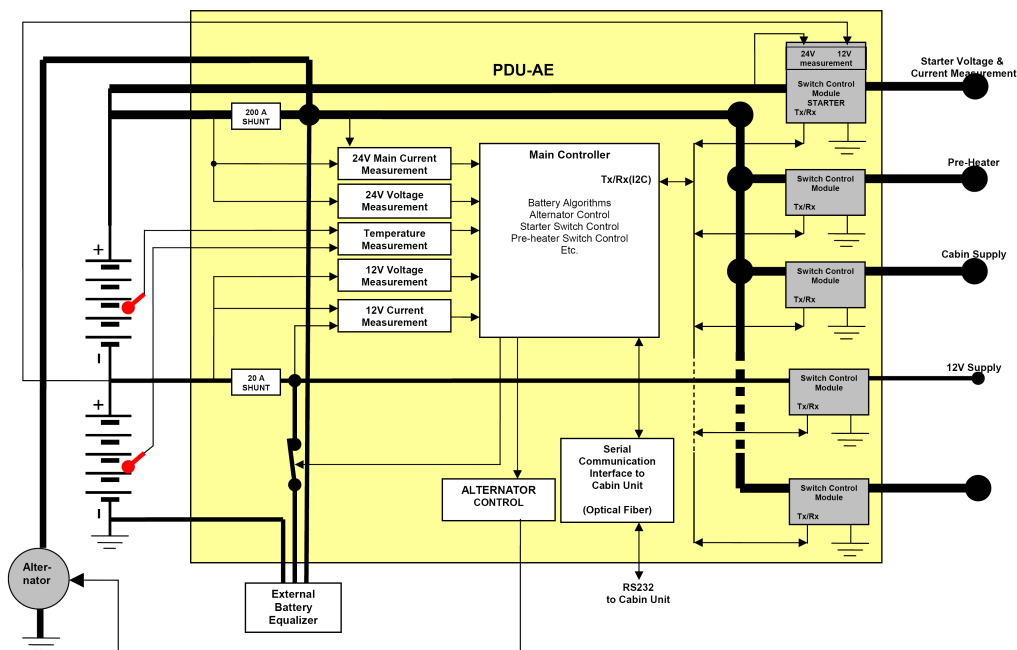 PDU-AE
24V 12V
measurement
Switch Control
Module
STARTER
Tx/Rx
Starter Voltage &
Current Measurement
200 A
SHUNT
24V Main Current
Measurement
24V Voltage
Measurement
Temperature
Measurement
12V Voltage
Measurement
12V Current
Measurement
Main Controller
Tx/Rx(I2C)
Battery Algorithms
Alternator Control
Starter Switch Control
Pre-heater Switch Control
Etc.
Pre-Heater
Switch Control
Module
Tx/Rx
Cabin Supply
Switch Control
Module
Tx/Rx
+
–
20 A
SHUNT
12V Supply
Switch Control
Module
Tx/Rx
+
–
Serial
Communication
Interface to
Cabin Unit
(Optical Fiber)
ALTERNATOR
CONTROL
Switch Control
Module
Tx/Rx
Alter-
nator
External
Battery
Equalizer
RS232
to Cabin Unit